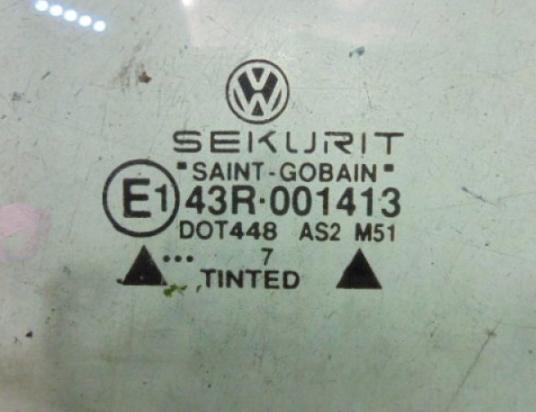 SEKURIT
"SAINT-GOBAIN"
E1 43R·001413
DOT448 AS2 M51
... 7
TINTED